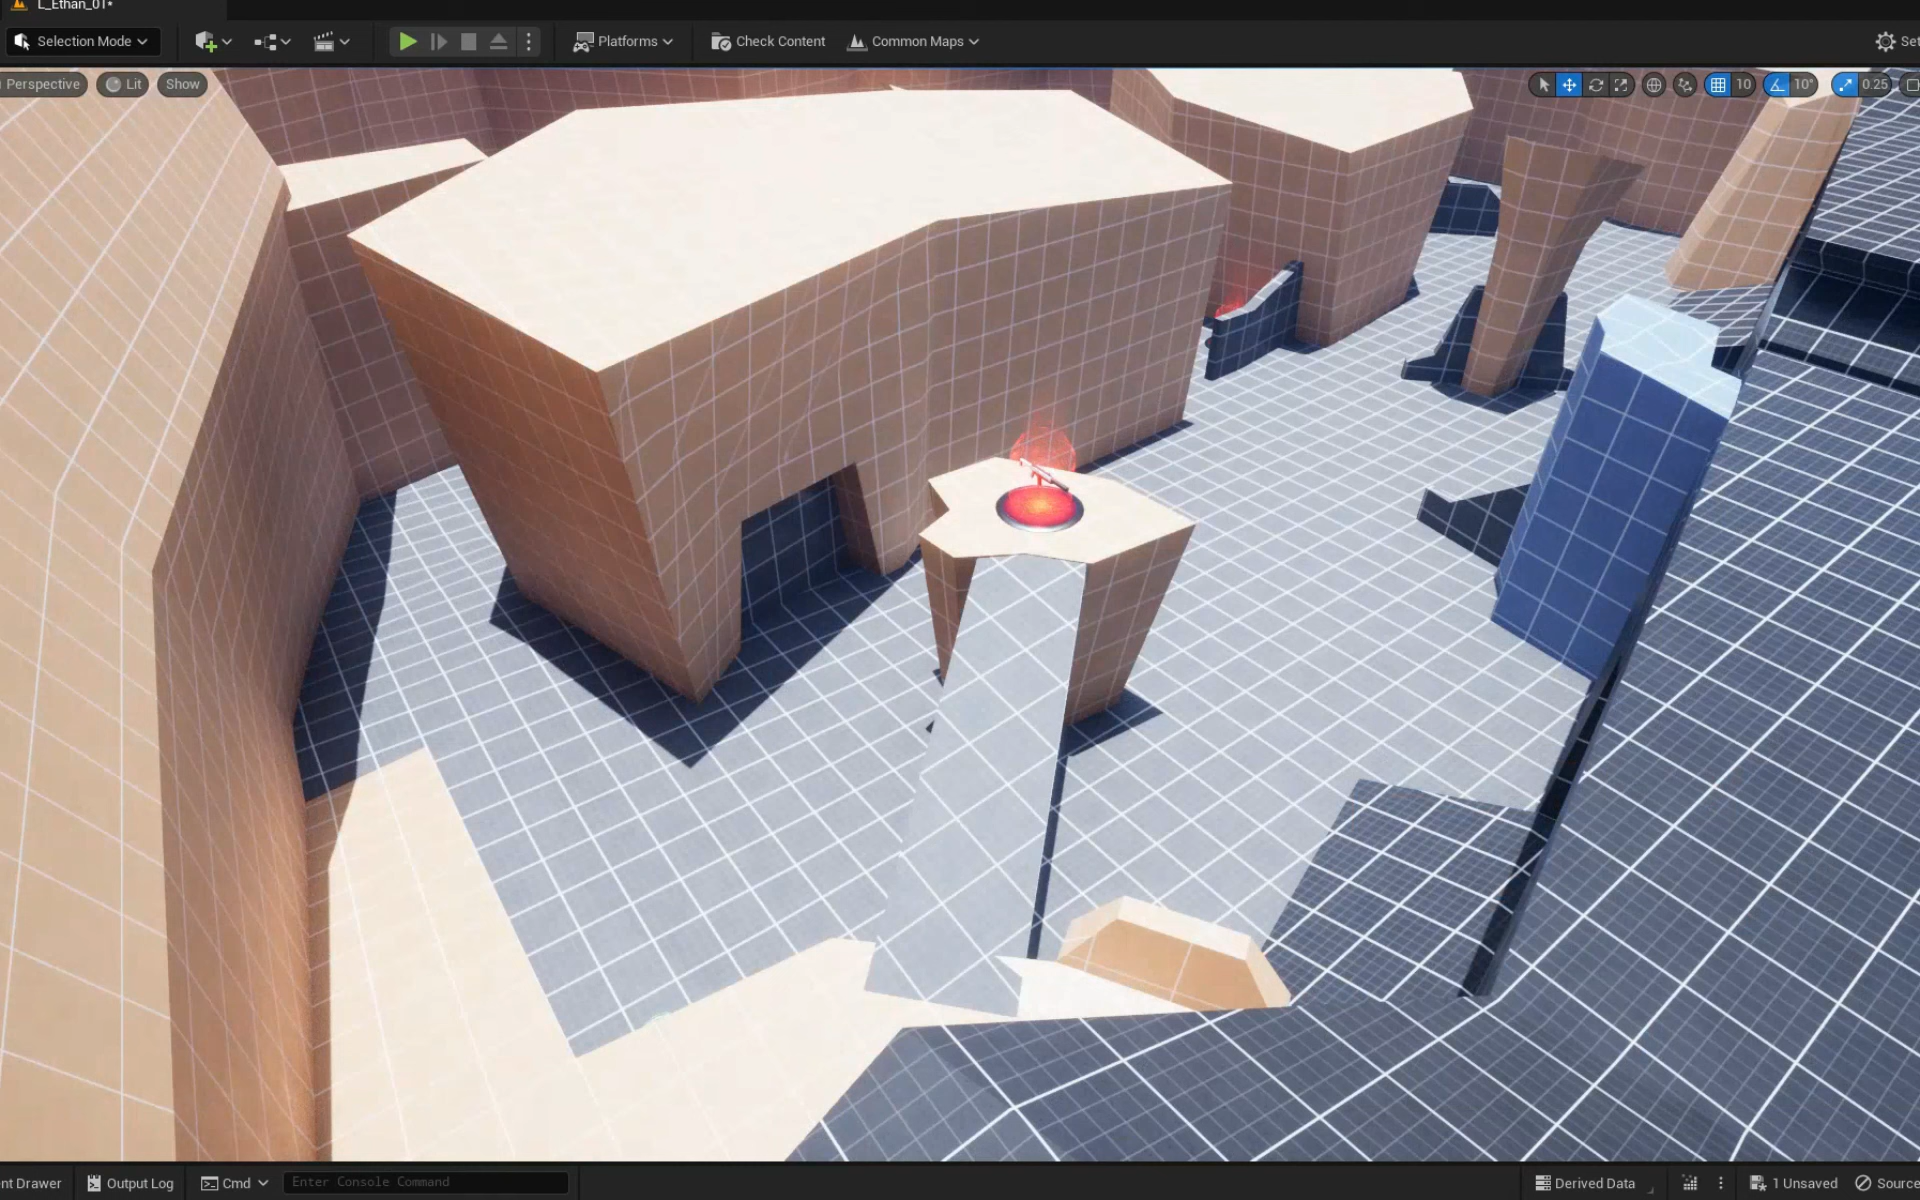 L_Ethan_01*
Selection Mode
Platforms
Check Content
Common Maps
Set
Perspective
Lit
Show
10
10°
0.25
nt Drawer
Output Log
Cmd
Enter Console Command
Derived Data
1 Unsaved
Source